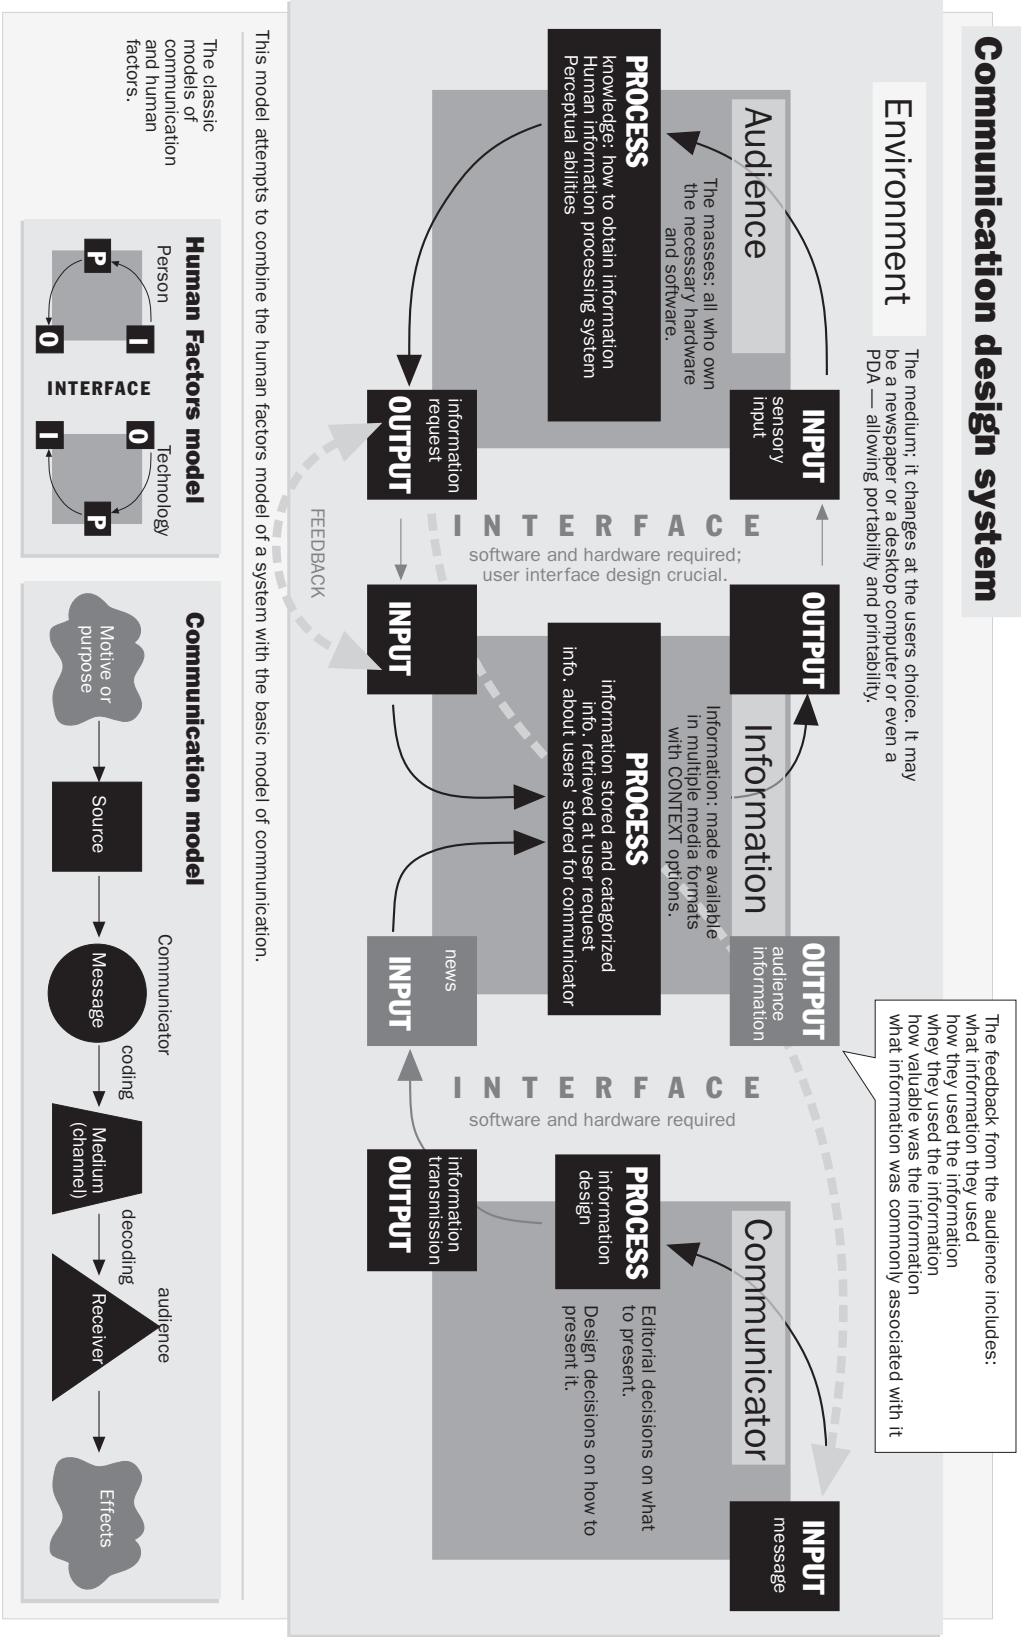 Communication design system
Environment
The medium; it changes at the users choice. It may
be a newspaper or a desktop computer or even a
PDA — allowing portability and printability.
The feedback from the audience includes:
what information they used
how they used the information
whey they used the information
how valuable was the information
what information was commonly associated with it
Audience
The masses: all who own
the necessary hardware
and software.
PROCESS
knowledge: how to obtain information
Human information processing system
Perceptual abilities
INPUT
sensory
input
information
request
OUTPUT
INTERFACE
software and hardware required;
user interface design crucial.
FEEDBACK
OUTPUT
INPUT
Information
Information: made available
in multiple media formats
with CONTEXT options.
PROCESS
information stored and catagorized
info. retrieved at user request
info. about users' stored for communicator
OUTPUT
audience
information
news
INPUT
INTERFACE
software and hardware required
Communicator
PROCESS
information
design
Editorial decisions on what
to present.
Design decisions on how to
present it.
information
transmission
OUTPUT
INPUT
message
This model attempts to combine the human factors model of a system with the basic model of communication.
The classic
models of
communication
and human
factors.
Human Factors model
Person
P
I
O
INTERFACE
Technology
O
I
P
Communication model
Motive or
purpose
Source
Communicator
Message
coding
Medium
(channel)
decoding
audience
Receiver
Effects